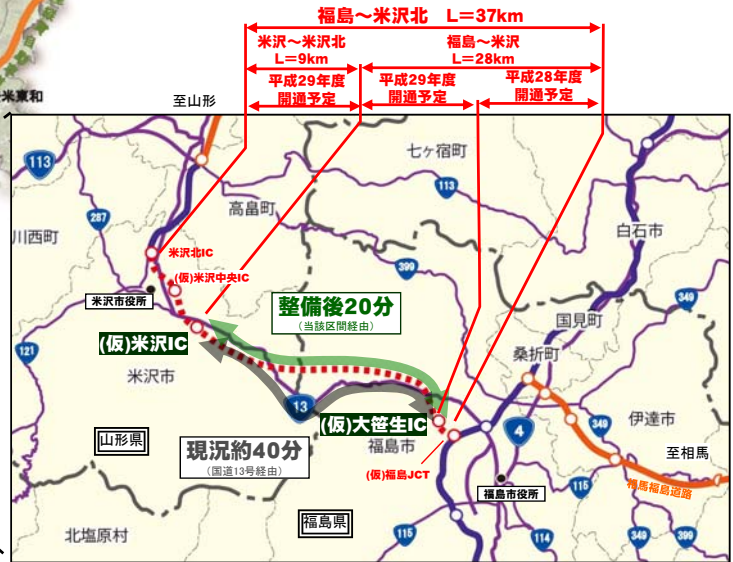 福島～米沢北　L＝37km
米沢～米沢北
L＝9km
福島～米沢
L＝28km
平成29年度
開通予定
平成29年度
開通予定
平成28年度
開通予定
米東和
至山形
113
七ヶ宿町
113
高畠町
287
川西町
白石市
米沢北IC
399
(仮)米沢中央IC
米沢市役所
整備後20分
(当該区間経由)
349
国見町
(仮)米沢IC
桑折町
121
米沢市
13
(仮)大笹生IC
4
349
伊達市
山形県
現況約40分
(国道13号経由)
福島市
至相馬
(仮)福島JCT
福島市役所
115
相馬福島道路
福島県
北塩原村
115
114
349
399